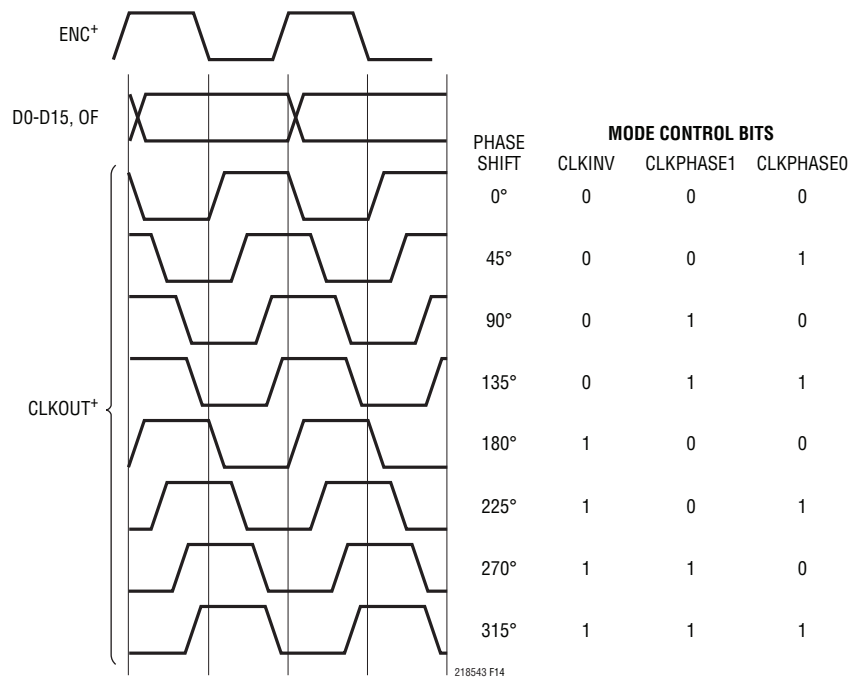 ENC+
D0-D15, OF
CLKOUT+
PHASE
SHIFT
MODE CONTROL BITS
CLKINV CLKPHASE1 CLKPHASE0
0° 0 0 0
45° 0 0 1
90° 0 1 0
135° 0 1 1
180° 1 0 0
225° 1 0 1
270° 1 1 0
315° 1 1 1
218543 F14